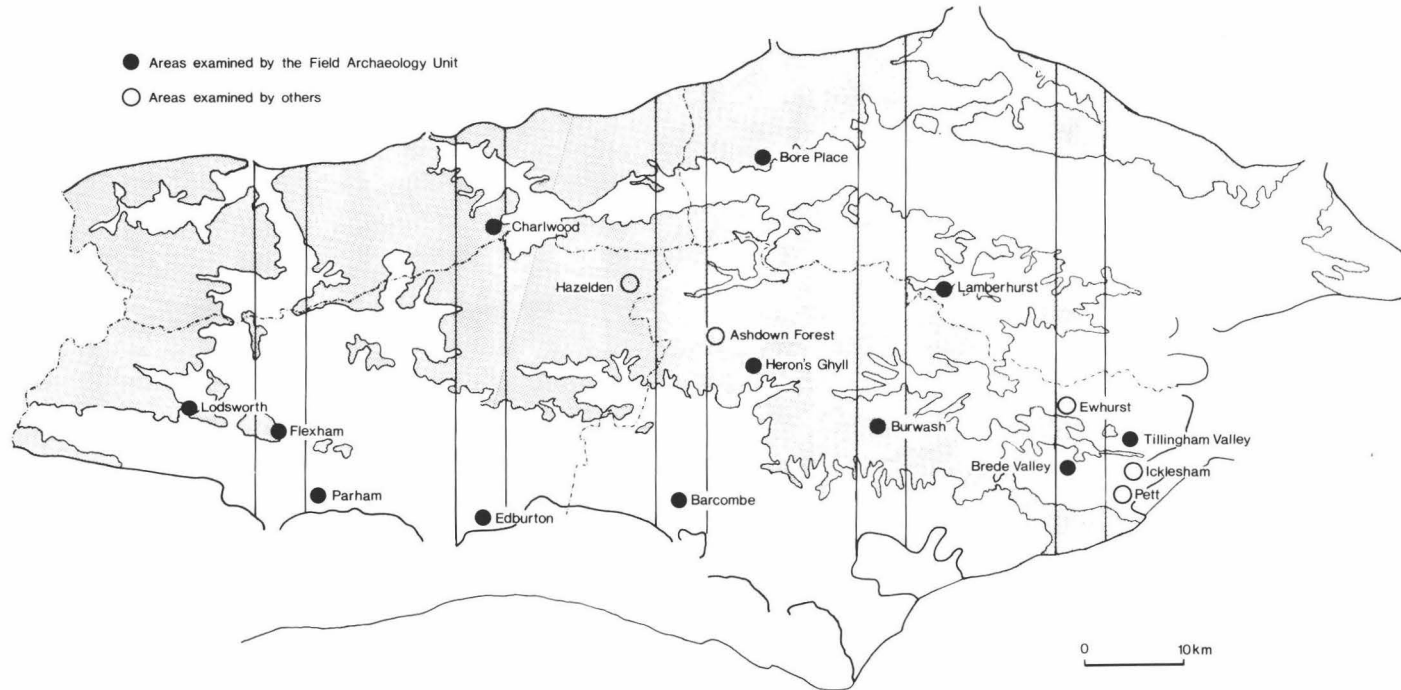 Areas examined by the Field Archaeology Unit
Areas examined by others
Bore Place
Charlwood
Hazelden
Lamberhurst
Ashdown Forest
Heron's Ghyll
Lodsworth
Ewhurst
Flexham
Burwash
Tillingham Valley
Brede Valley
Icklesham
Parham
Barcombe
Pett
Edburton
0 10km